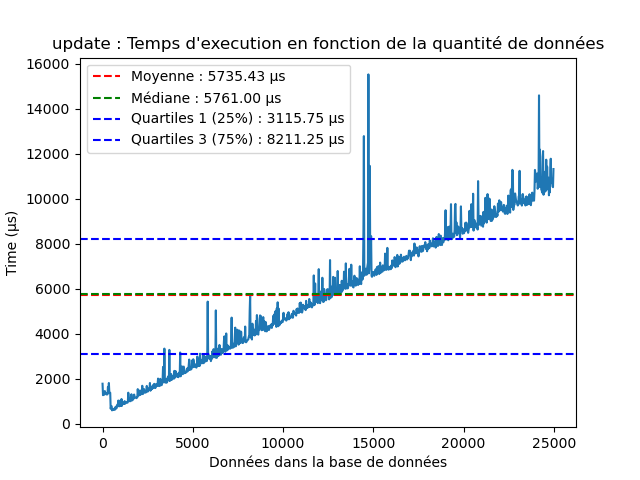 update : Temps d'execution en fonction de la quantité de données
Moyenne : 5735.43 µs
Médiane : 5761.00 µs
Quartiles 1 (25%) : 3115.75 µs
Quartiles 3 (75%) : 8211.25 µs
16000
14000
12000
10000
8000
6000
4000
2000
0
Time (µs)
0 5000 10000 15000 20000 25000
Données dans la base de données